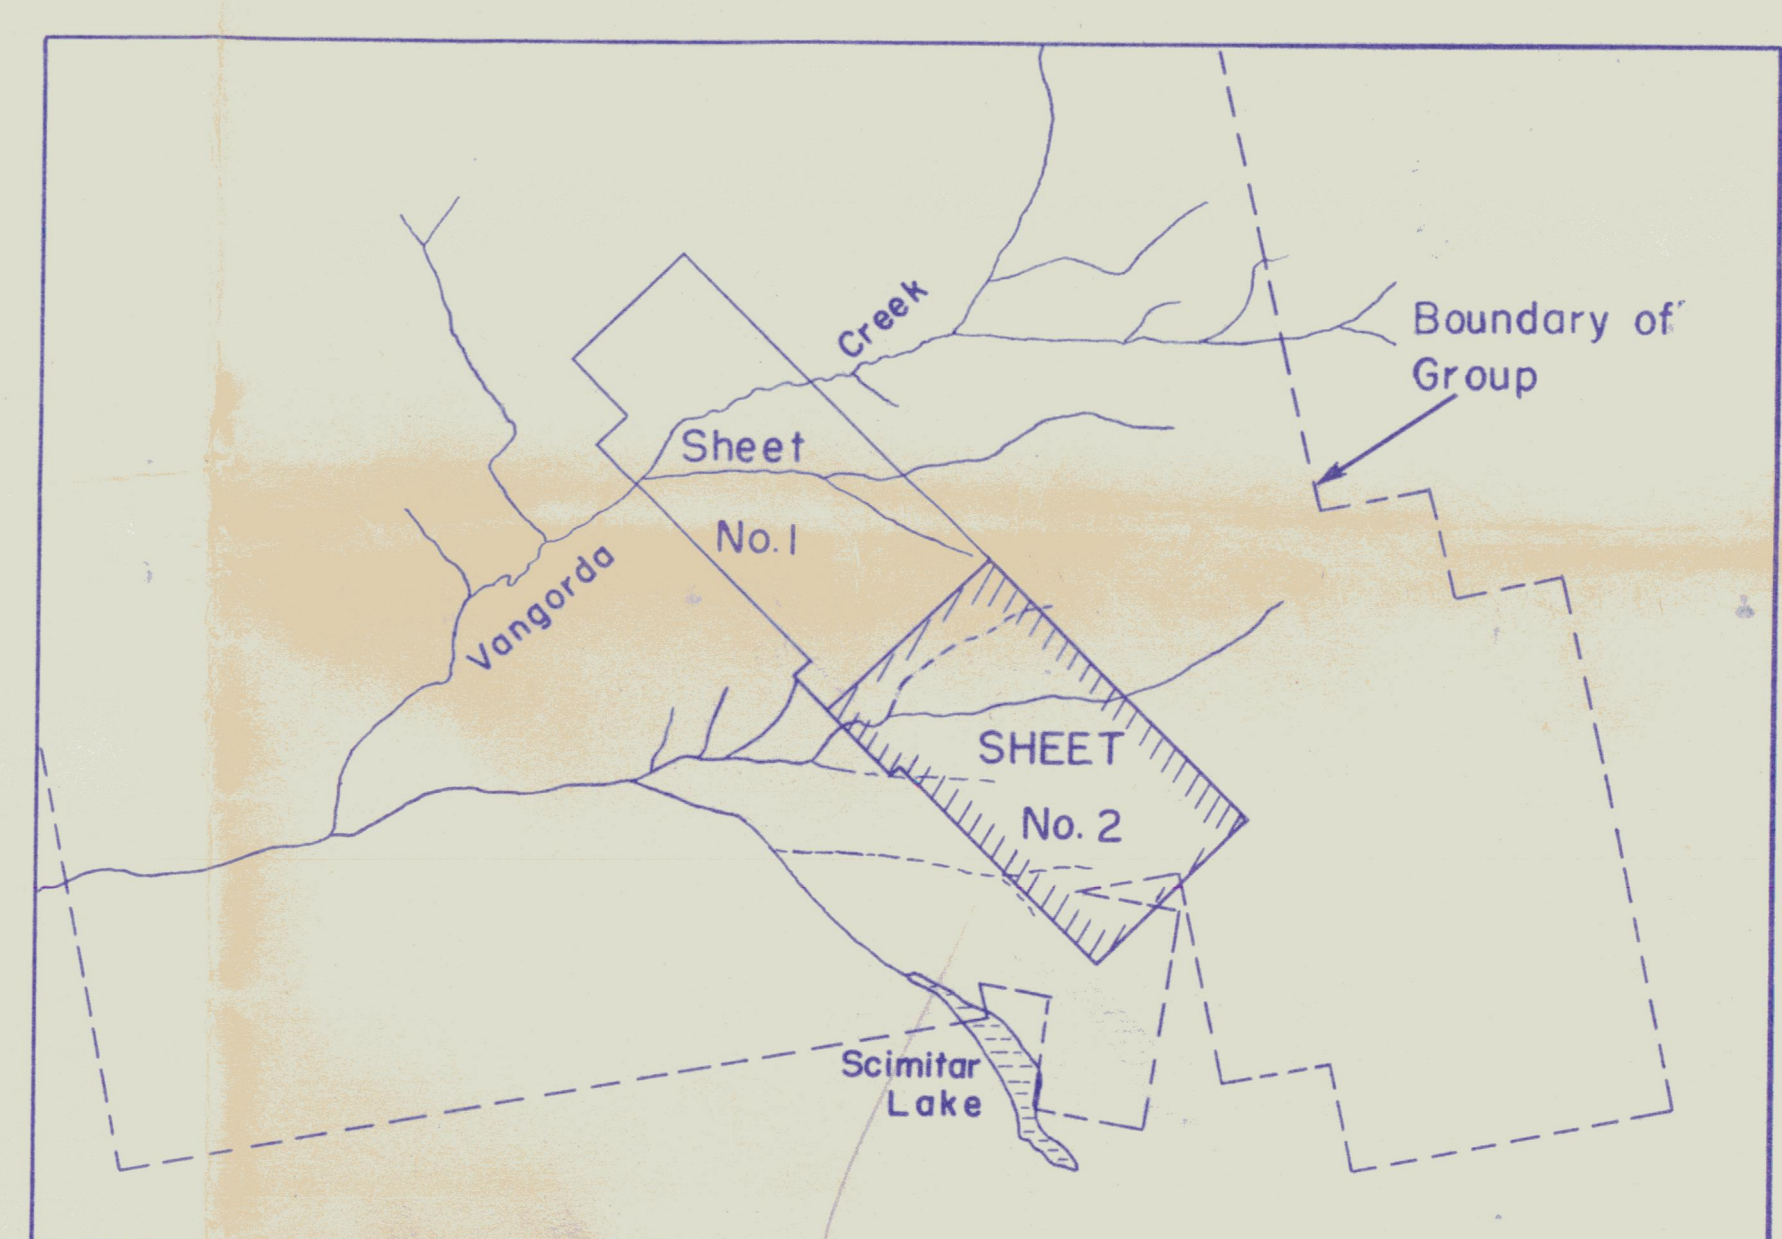 Creek
Boundary of
Group
Sheet
No. 1
Vangorda
SHEET
No. 2
Scimitar
Lake